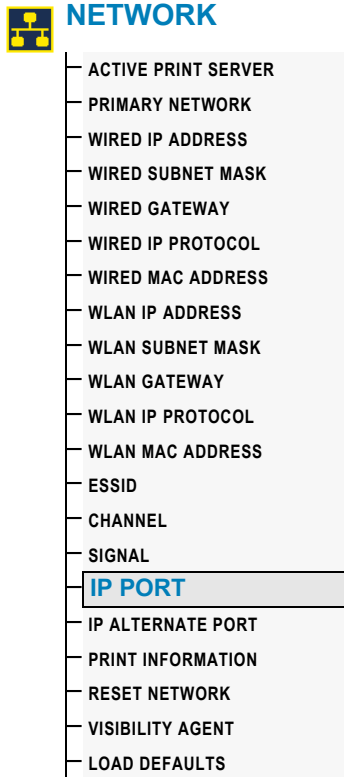 NETWORK
ACTIVE PRINT SERVER
PRIMARY NETWORK
WIRED IP ADDRESS
WIRED SUBNET MASK
WIRED GATEWAY
WIRED IP PROTOCOL
WIRED MAC ADDRESS
WLAN IP ADDRESS
WLAN SUBNET MASK
WLAN GATEWAY
WLAN IP PROTOCOL
WLAN MAC ADDRESS
ESSID
CHANNEL
SIGNAL
IP PORT
IP ALTERNATE PORT
PRINT INFORMATION
RESET NETWORK
VISIBILITY AGENT
LOAD DEFAULTS